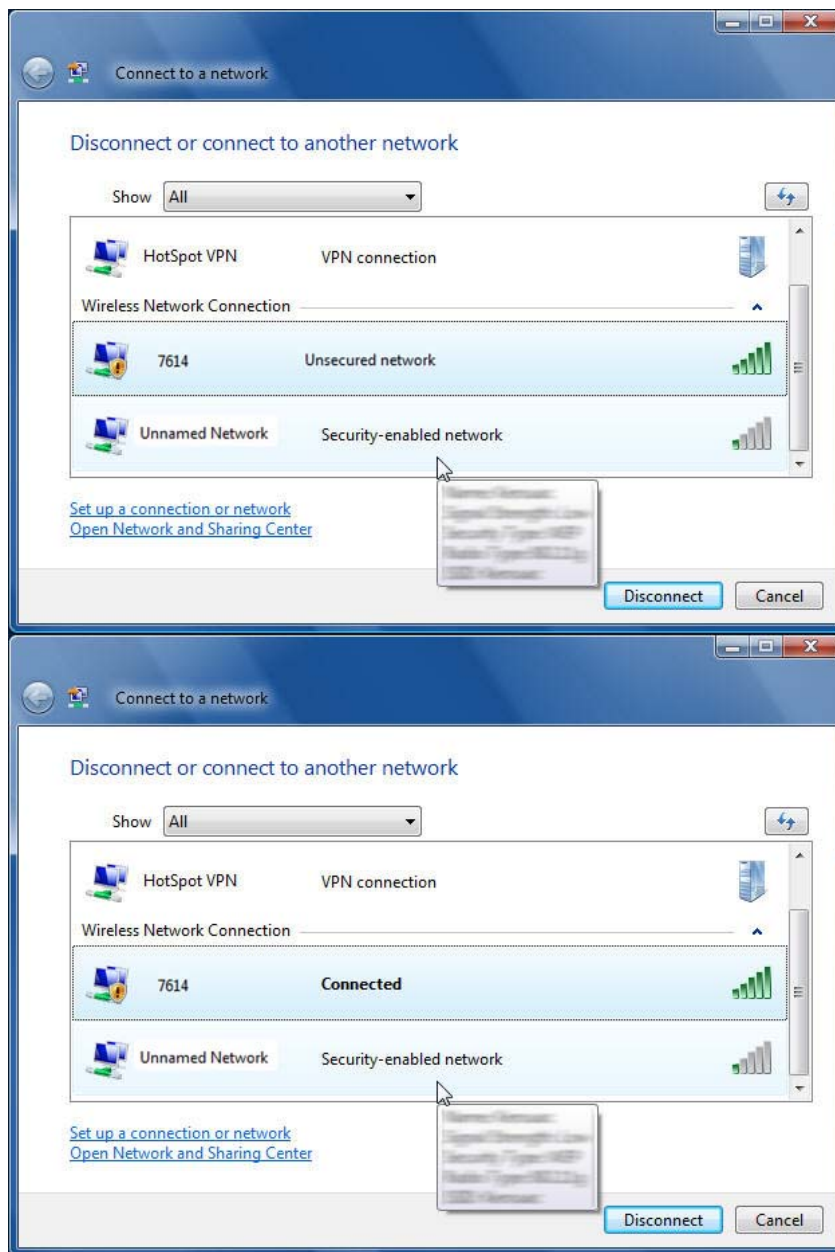 Connect to a network
Disconnect or connect to another network
Show All
HotSpot VPN VPN connection
Wireless Network Connection
7614 Unsecured network
Unnamed Network Security-enabled network
Set up a connection or network
Open Network and Sharing Center
Disconnect Cancel
Connect to a network
Disconnect or connect to another network
Show All
HotSpot VPN VPN connection
Wireless Network Connection
7614 Connected
Unnamed Network Security-enabled network
Set up a connection or network
Open Network and Sharing Center
Disconnect Cancel